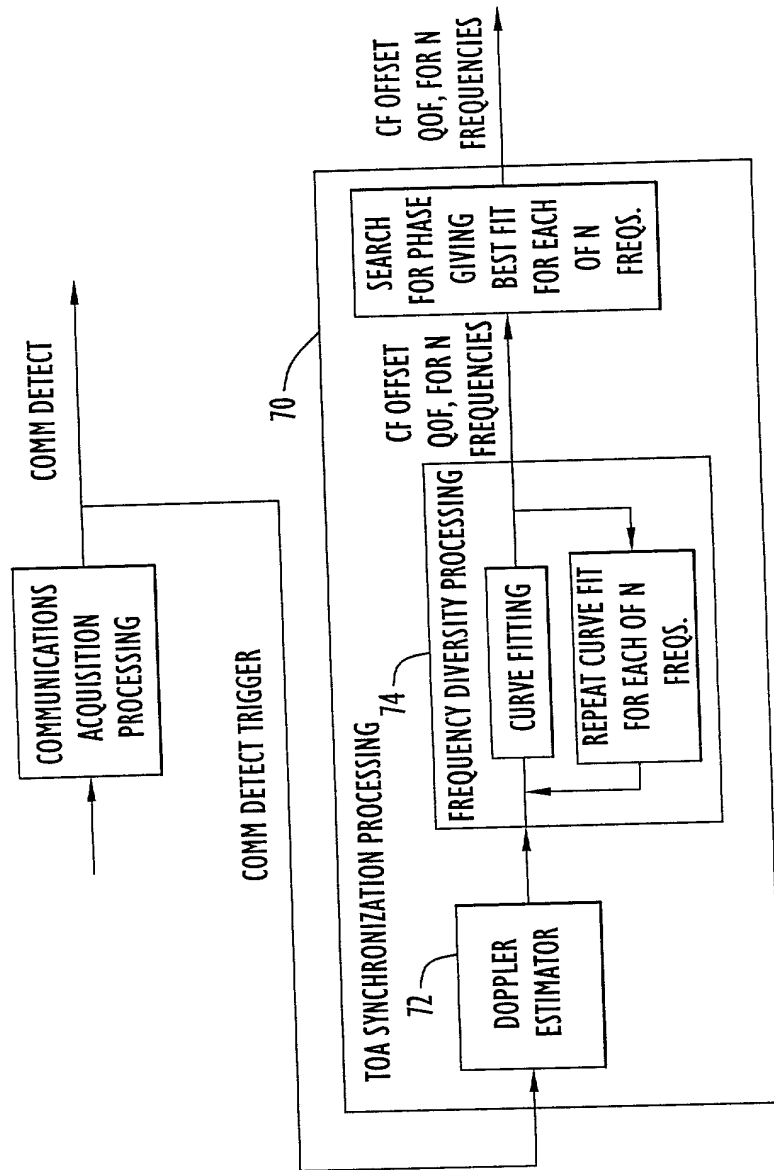 COMMUNICATIONS
ACQUISITION
PROCESSING
COMM DETECT
COMM DETECT TRIGGER
70
TOA SYNCHRONIZATION PROCESSING
72
DOPPLER
ESTIMATOR
74
FREQUENCY DIVERSITY PROCESSING
CURVE FITTING
REPEAT CURVE FIT
FOR EACH OF N
FREQS.
CF OFFSET
QOF, FOR N
FREQUENCIES
SEARCH
FOR PHASE
GIVING
BEST FIT
FOR EACH
OF N
FREQS.
CF OFFSET
QOF, FOR N
FREQUENCIES